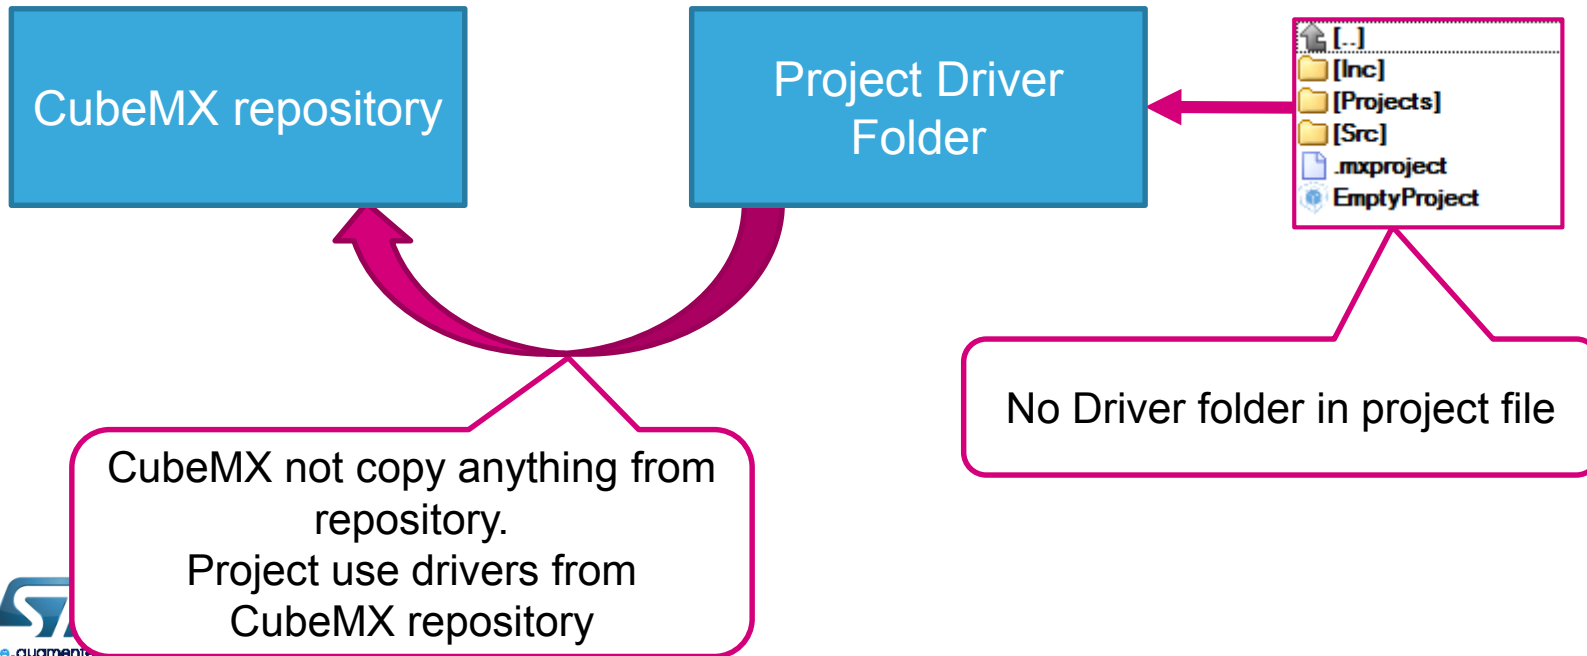 CubeMX repository
Project Driver
Folder
[..]
[Inc]
[Projects]
[Src]
.mxproject
EmptyProject
No Driver folder in project file
CubeMX not copy anything from
repository.
Project use drivers from
CubeMX repository